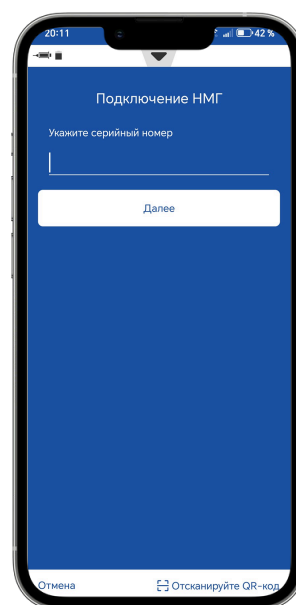 20:11
42 %
Подключение НМГ
Укажите серийный номер
Далее
Отмена
Отсканируйте QR-код